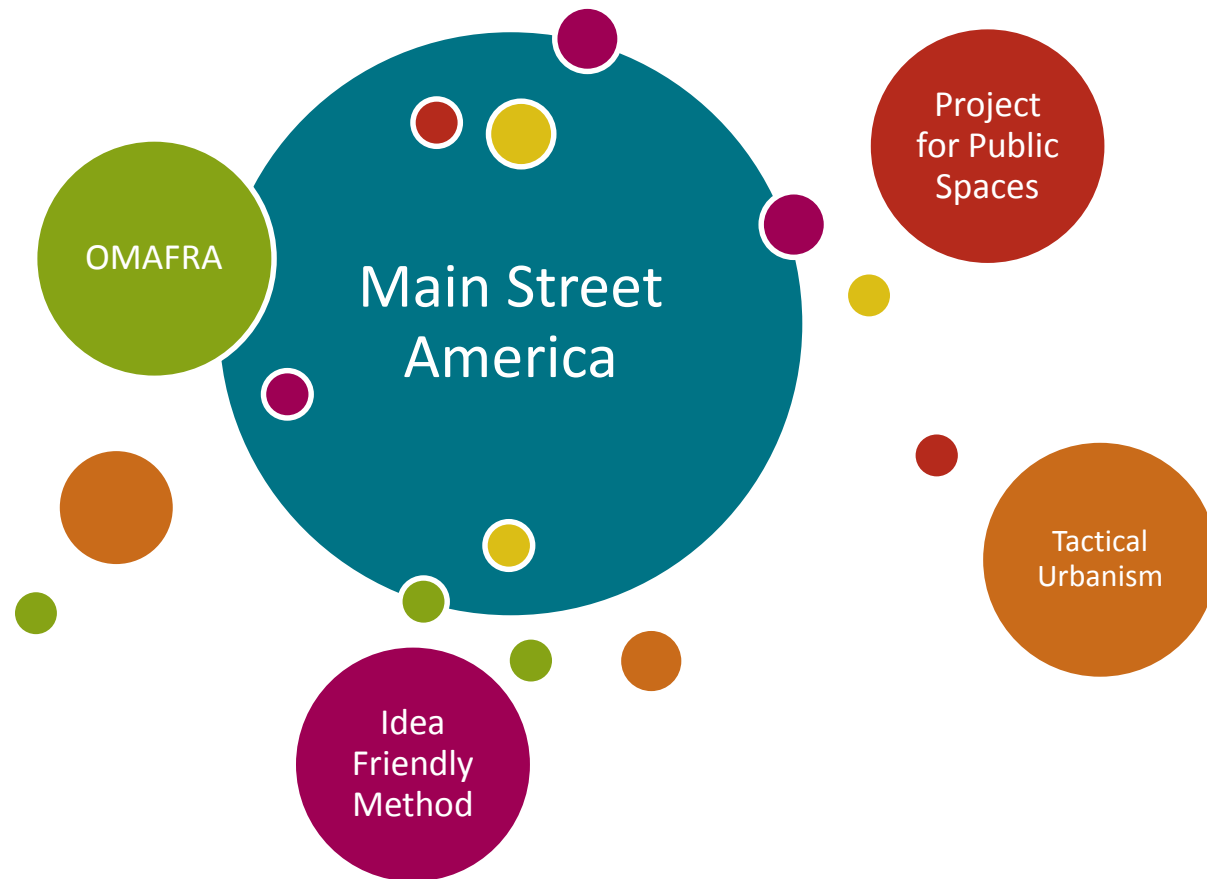 Project
for Public
Spaces
OMAFRA
Main Street
America
Tactical
Urbanism
Idea
Friendly
Method